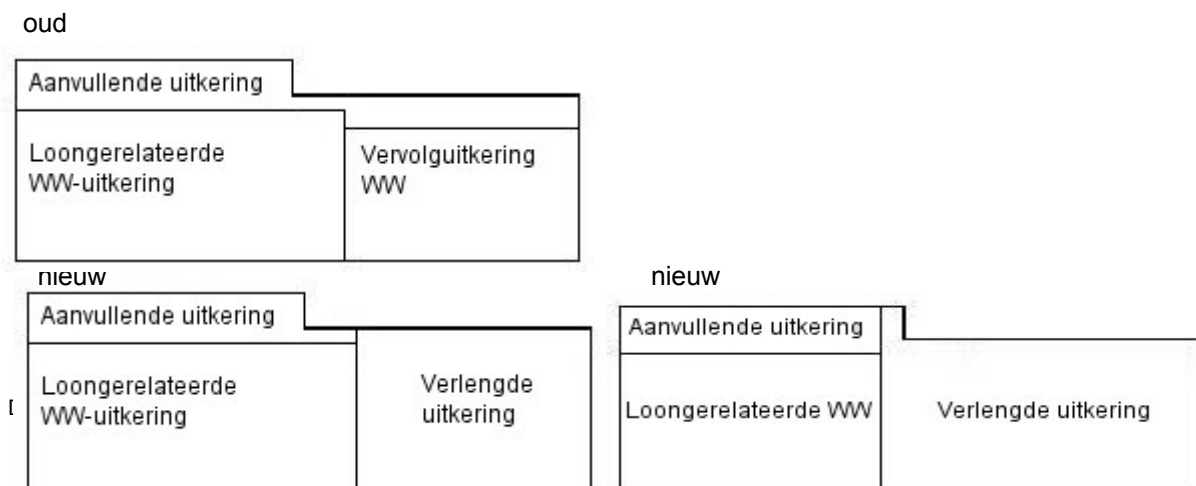 oud
Aanvullende uitkering
Loongerelateerde
WW-uitkering
Vervolguitkering
WW
nieuw
Aanvullende uitkering
Loongerelateerde
WW-uitkering
Verlengde
uitkering
nieuw
Aanvullende uitkering
Loongerelateerde WW
Verlengde uitkering